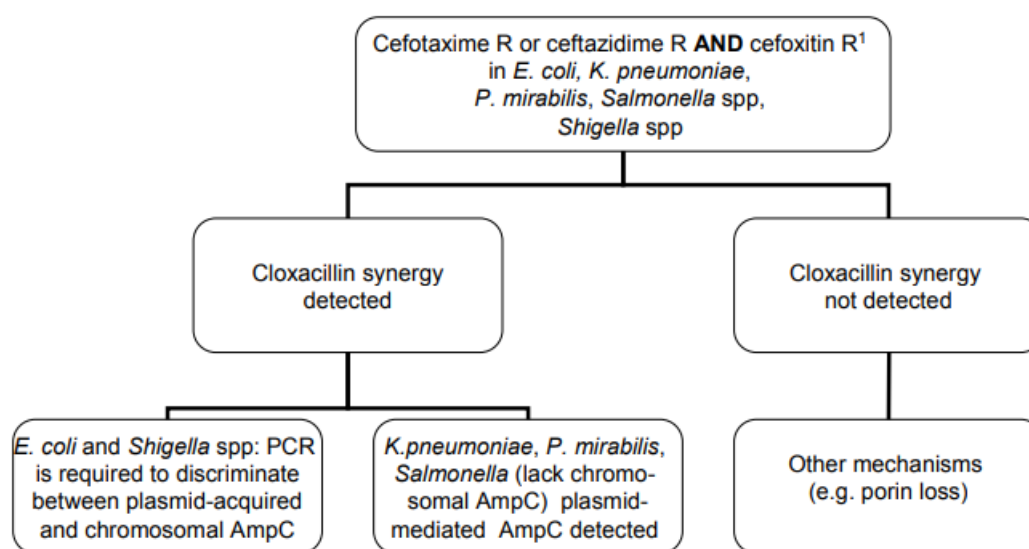 Cefotaxime R or ceftazidime R AND cefoxitin R¹
in E. coli, K. pneumoniae,
P. mirabilis, Salmonella spp,
Shigella spp
Cloxacillin synergy
detected
Cloxacillin synergy
not detected
E. coli and Shigella spp: PCR
is required to discriminate
between plasmid-acquired
and chromosomal AmpC
K.pneumoniae, P. mirabilis,
Salmonella (lack chromo-
somal AmpC) plasmid-
mediated AmpC detected
Other mechanisms
(e.g. porin loss)